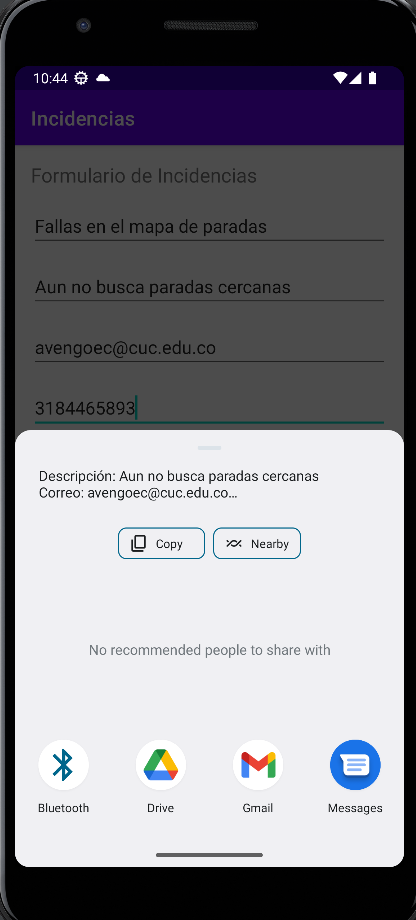 10:44
Incidencias
Formulario de Incidencias
Fallas en el mapa de paradas
Aun no busca paradas cercanas
avengoec@cuc.edu.co
3184465893
Descripción: Aun no busca paradas cercanas
Correo: avengoec@cuc.edu.co...
Copy Nearby
No recommended people to share with
Bluetooth Drive Gmail Messages